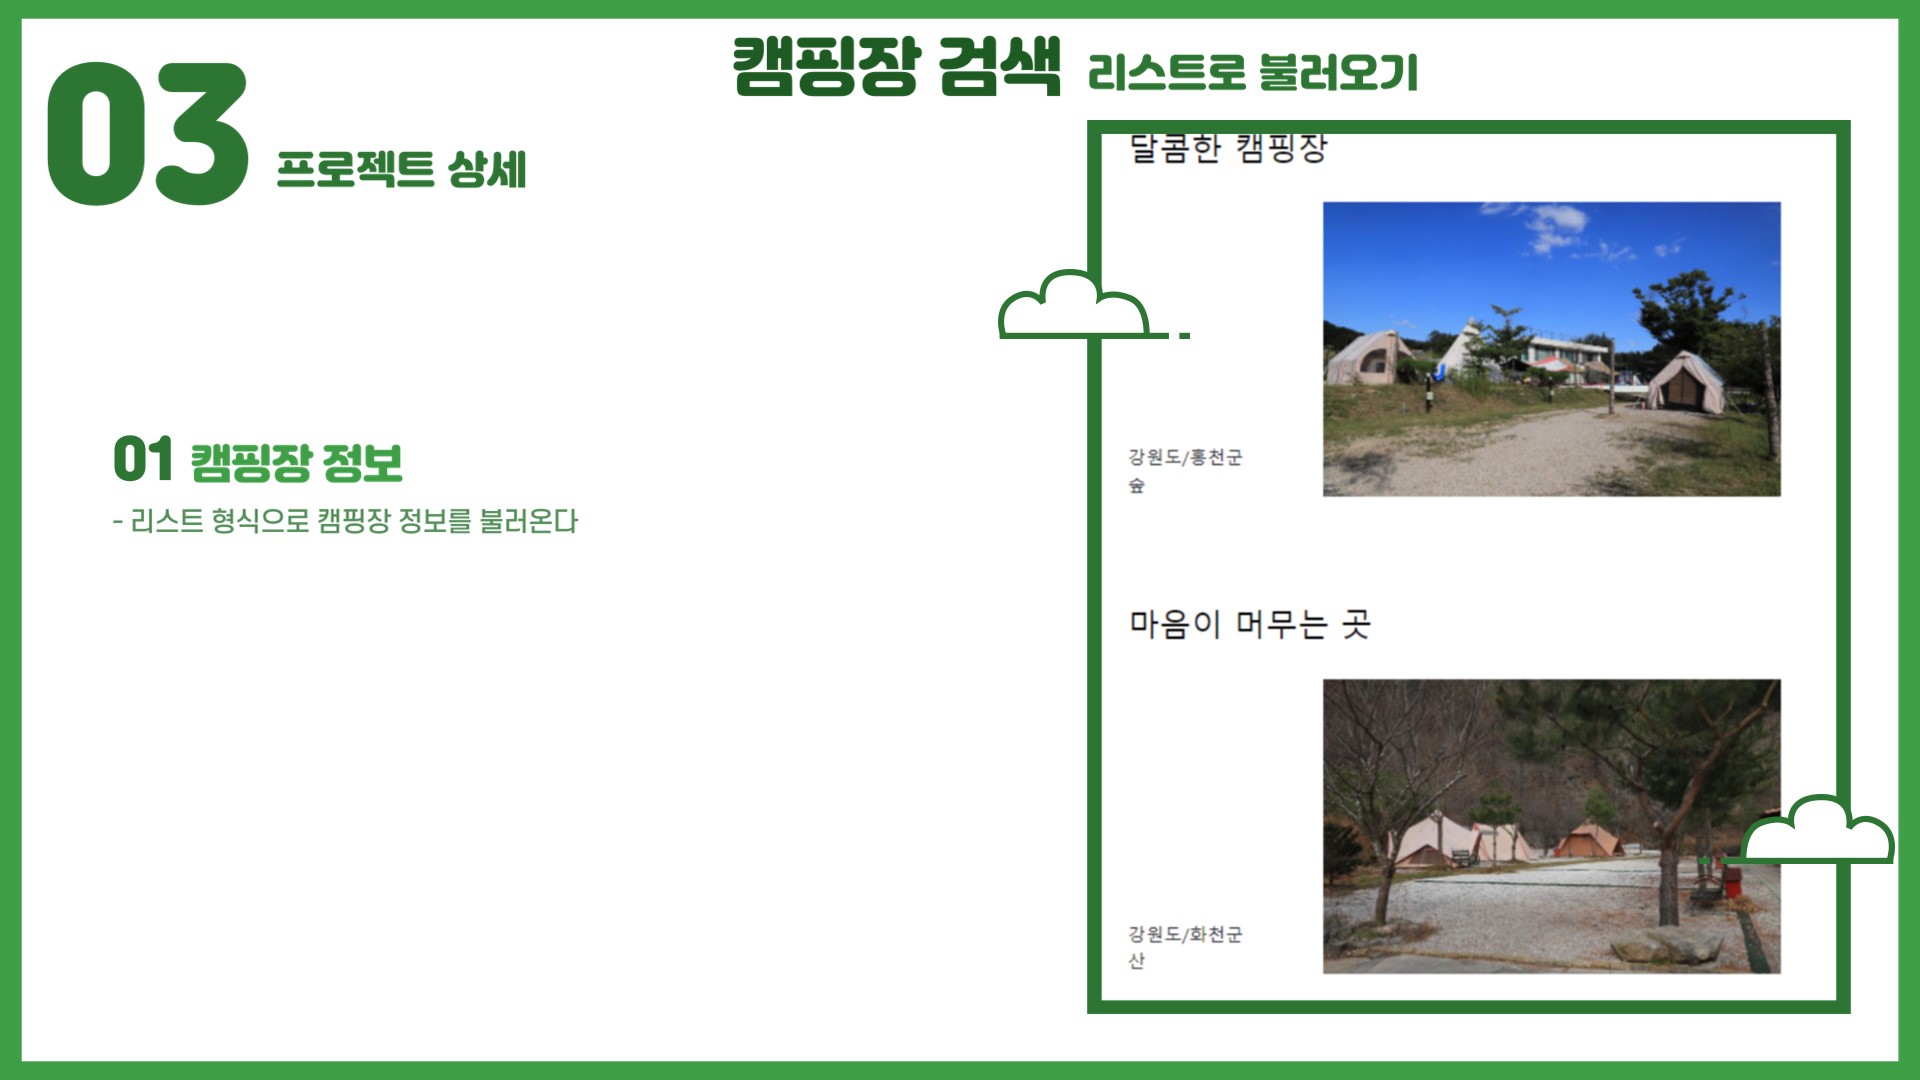 캠핑장 검색 리스트로 불러오기
03 프로젝트 상세
01 캠핑장 정보
- 리스트 형식으로 캠핑장 정보를 불러온다
달콤한 캠핑장
강원도/홍천군
숲
마음이 머무는 곳
강원도/화천군
산